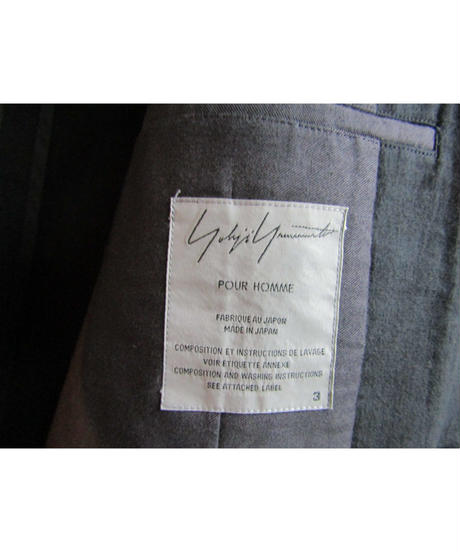 Yohji Yamamoto
POUR HOMME
FABRIQUE AU JAPON
MADE IN JAPAN
COMPOSITION ET INSTRUCTIONS DE LAVAGE
VOIR ETIQUETTE ANNEXE
COMPOSITION AND WASHING INSTRUCTIONS
SEE ATTACHED LABEL
3